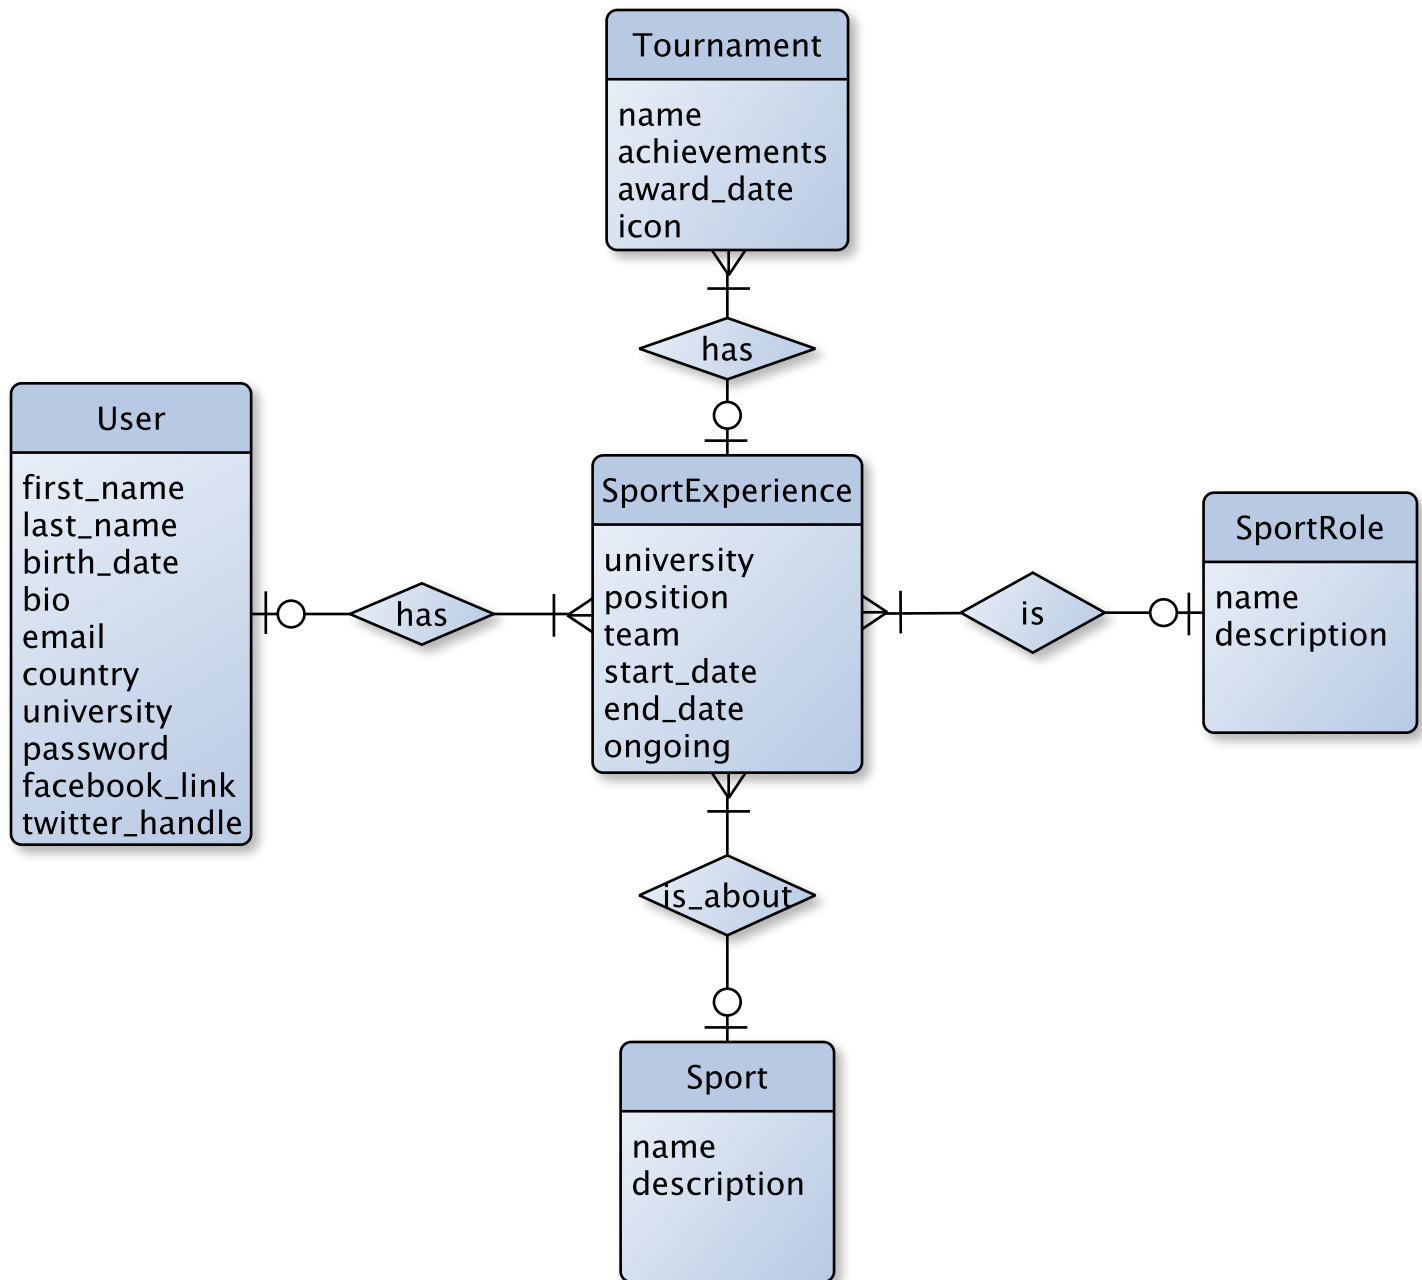 Tournament
name
achievements
award_date
icon
has
User
first_name
last_name
birth_date
bio
email
country
university
password
facebook_link
twitter_handle
has
SportExperience
university
position
team
start_date
end_date
ongoing
is
SportRole
name
description
is_about
Sport
name
description